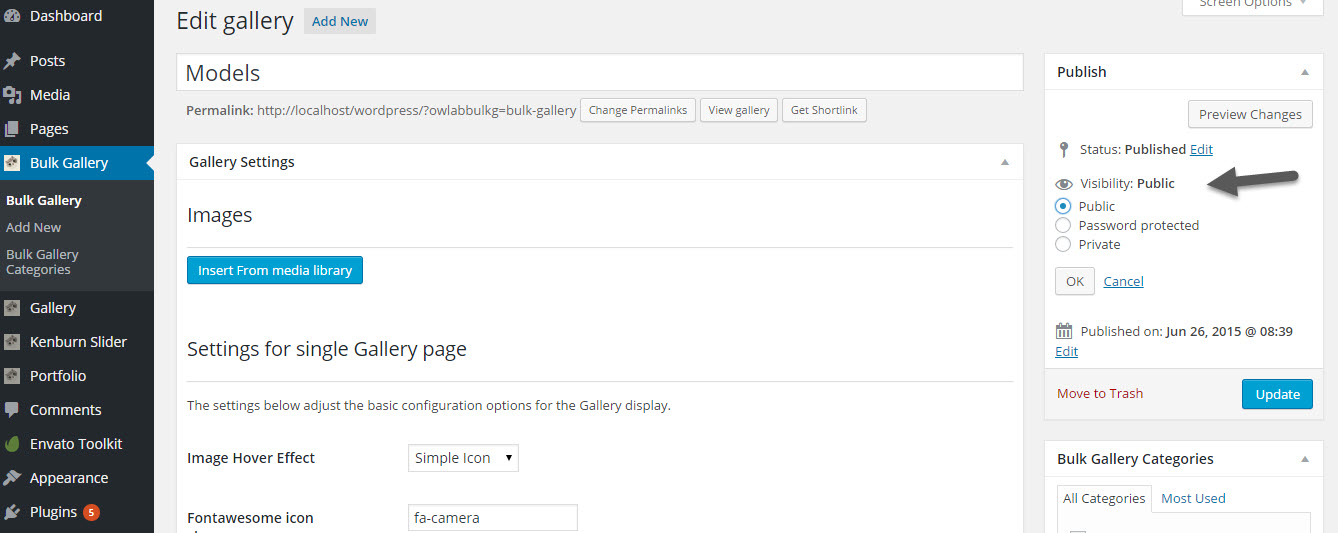 Dashboard
Posts
Media
Pages
Bulk Gallery
Bulk Gallery
Add New
Bulk Gallery
Categories
Gallery
Kenburn Slider
Portfolio
Comments
Envato Toolkit
Appearance
Plugins 5
Screen Options
Edit gallery Add New
Models
Permalink: http://localhost/wordpress/?owlabbulkg=bulk-gallery Change Permalinks View gallery Get Shortlink
Gallery Settings
Images
Insert From media library
Settings for single Gallery page
The settings below adjust the basic configuration options for the Gallery display.
Image Hover Effect Simple Icon
Fontawesome icon fa-camera
Publish
Preview Changes
Status: Published Edit
Visibility: Public
Public
Password protected
Private
OK Cancel
Published on: Jun 26, 2015 @ 08:39
Edit
Move to Trash Update
Bulk Gallery Categories
All Categories Most Used